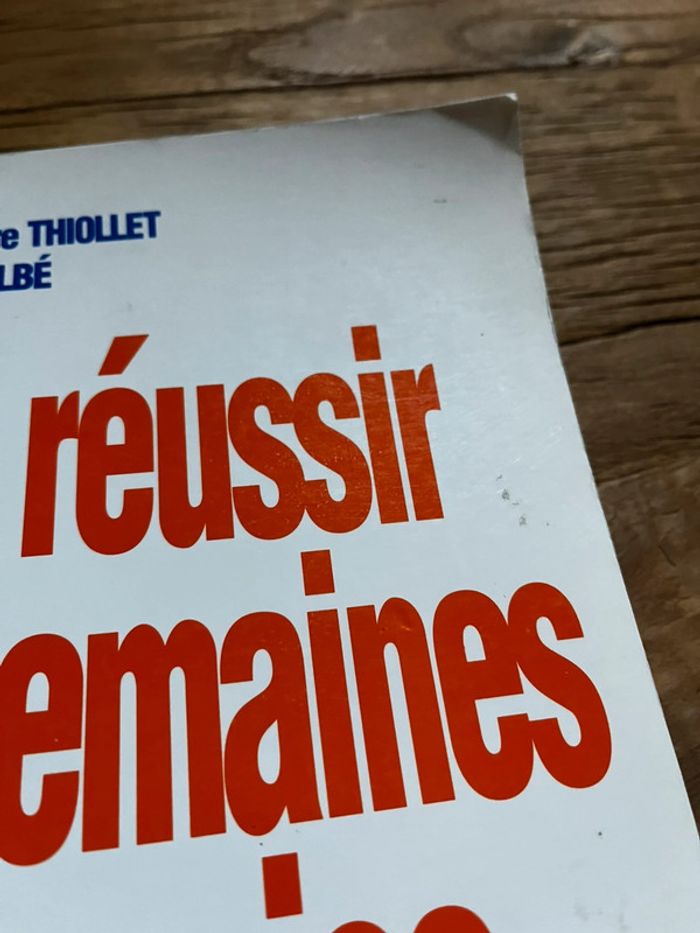 re THIOLLET
LBÉ
réussir
emaines